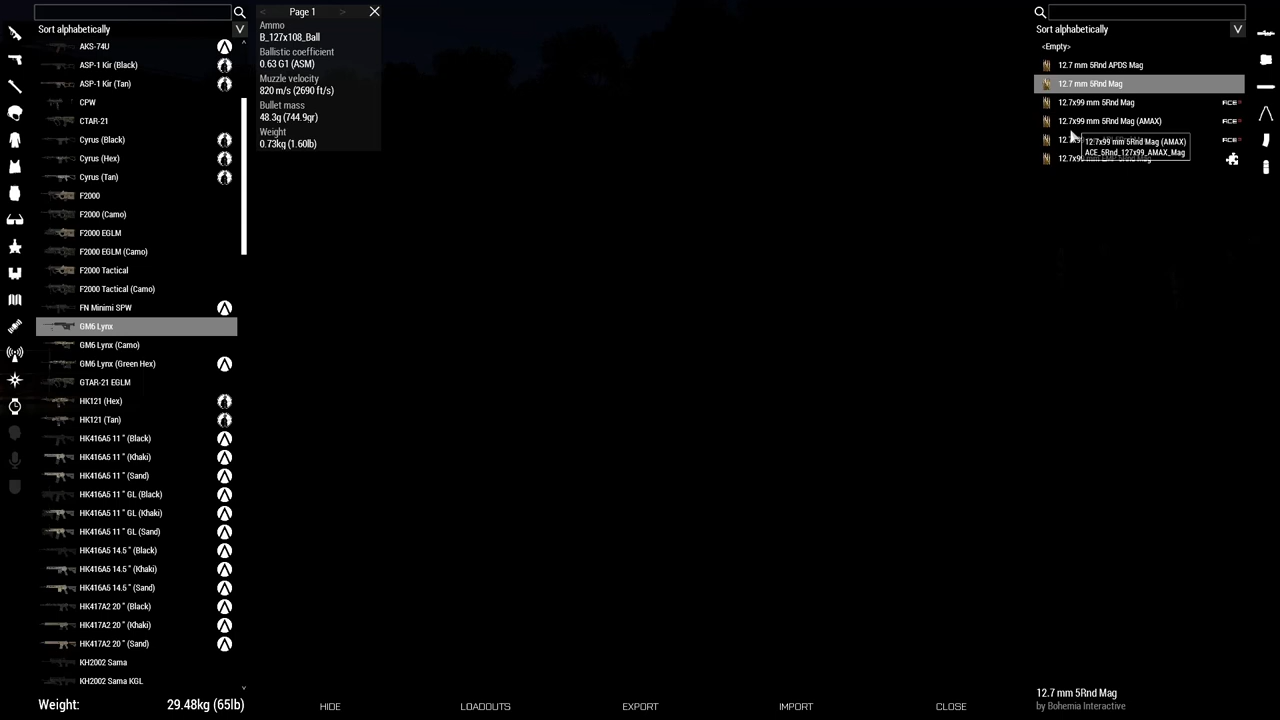 Sort alphabetically
AKS-74U
ASP-1 Kir (Black)
ASP-1 Kir (Tan)
CPW
CTAR-21
Cyrus (Black)
Cyrus (Hex)
Cyrus (Tan)
F2000
F2000 (Camo)
F2000 EGLM
F2000 EGLM (Camo)
F2000 Tactical
F2000 Tactical (Camo)
FN Minimi SPW
GM6 Lynx
GM6 Lynx (Camo)
GM6 Lynx (Green Hex)
GTAR-21 EGLM
HK121 (Hex)
HK121 (Tan)
HK416A5 11 " (Black)
HK416A5 11 " (Khaki)
HK416A5 11 " (Sand)
HK416A5 11 " GL (Black)
HK416A5 11 " GL (Khaki)
HK416A5 11 " GL (Sand)
HK416A5 14.5 " (Black)
HK416A5 14.5 " (Khaki)
HK416A5 14.5 " (Sand)
HK417A2 20 " (Black)
HK417A2 20 " (Khaki)
HK417A2 20 " (Sand)
KH2002 Sama
KH2002 Sama KGL
Weight: 29.48kg (65lb)
< Page 1 >
Ammo
B_127x108_Ball
Ballistic coefficient
0.63 G1 (ASM)
Muzzle velocity
820 m/s (2690 ft/s)
Bullet mass
48.3g (744.9gr)
Weight
0.73kg (1.60lb)
Sort alphabetically
<Empty>
12.7 mm 5Rnd APDS Mag
12.7 mm 5Rnd Mag
12.7x99 mm 5Rnd Mag ACE
12.7x99 mm 5Rnd Mag (AMAX) ACE
ACE
12.7x99 mm 5Rnd Mag (AMAX)
ACE_5Rnd_127x99_AMAX_Mag
HIDE LOADOUTS EXPORT IMPORT CLOSE
12.7 mm 5Rnd Mag
by Bohemia Interactive